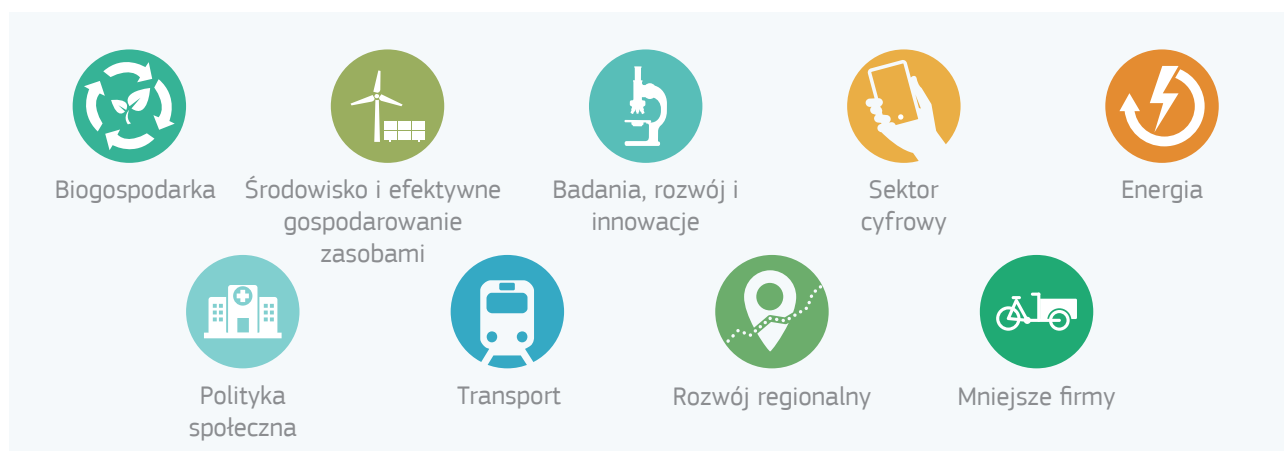 Biogospodarka
Środowisko i efektywne
gospodarowanie
zasobami
Badania, rozwój i
innowacje
Sektor
cyfrowy
Energia
Polityka
społeczna
Transport
Rozwój regionalny
Mniejsze firmy